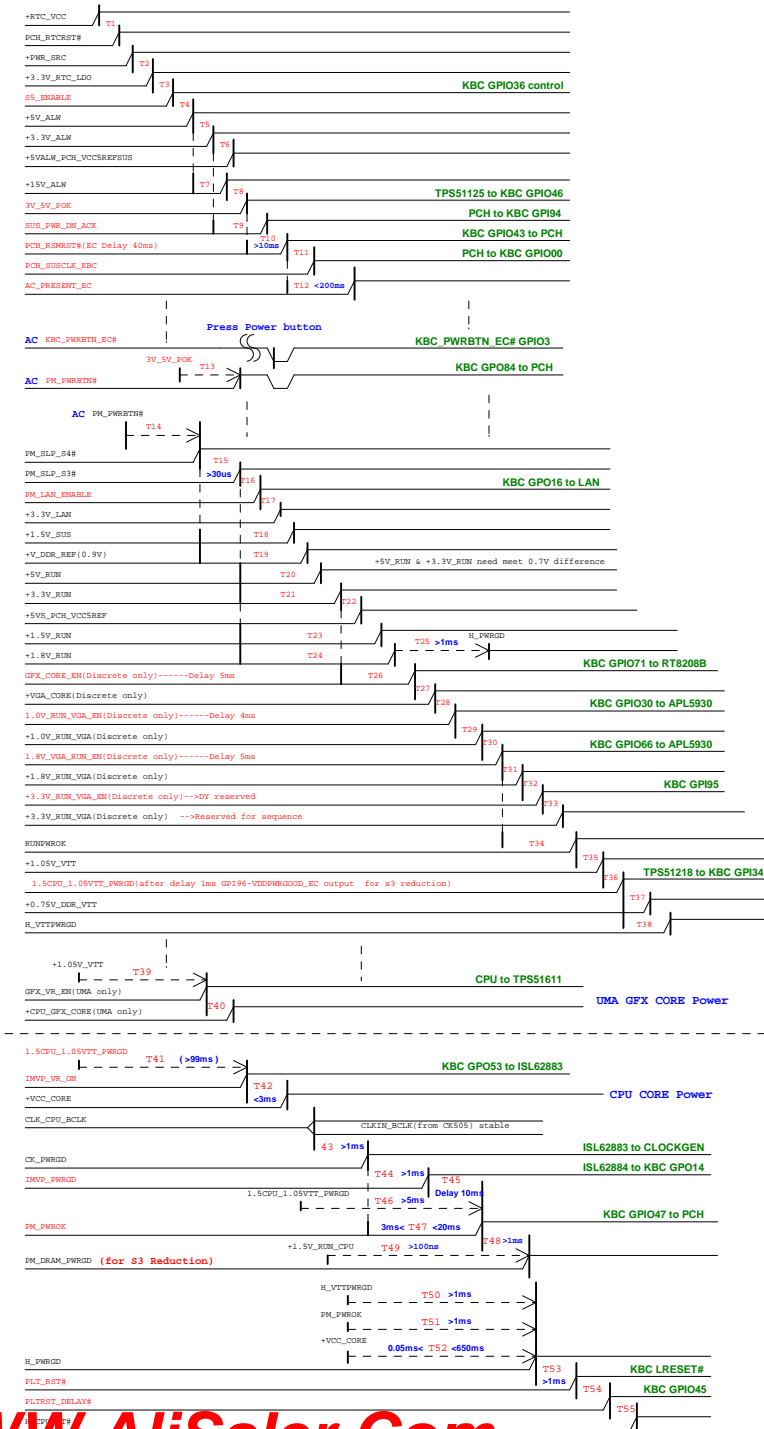 +RTC_VCC
T1
PCH_RTCRST#
+PWR_SRC
T2
+3.3V_RTC_LDO
T3
KBC GPIO36 control
S5_ENABLE
T4
+5V_ALW
T5
+3.3V_ALW
T6
+5VALW_PCH_VCC5REFSUS
+15V_ALW
T7
T8
TPS51125 to KBC GPIO46
3V_5V_POK
PCH to KBC GPI94
SUS_PWR_DN_ACK
T9
T10
KBC GPIO43 to PCH
PCH_RSMRST#(EC Delay 40ms)
>10ms
T11
PCH to KBC GPIO00
PCH_SUSCLK_KBC
AC_PRESENT_EC
T12 <200ms
Press Power button
AC KBC_PWRBTN_EC#
KBC_PWRBTN_EC# GPIO3
3V_5V_POK
T13
KBC GPO84 to PCH
AC PM_PWRBTN#
AC PM_PWRBTN#
T14
PM_SLP_S4#
T15
PM_SLP_S3#
>30us
T16
KBC GPO16 to LAN
PM_LAN_ENABLE
T17
+3.3V_LAN
+1.5V_SUS
T18
+V_DDR_REF(0.9V)
T19
+5V_RUN & +3.3V_RUN need meet 0.7V difference
+5V_RUN
T20
+3.3V_RUN
T21
T22
+5VS_PCH_VCC5REF
+1.5V_RUN
T23
T25 >1ms
H_PWRGD
+1.8V_RUN
T24
KBC GPIO71 to RT8208B
GFX_CORE_EN(Discrete only)------Delay 5ms
T26
+VGA_CORE(Discrete only)
T27
T28
KBC GPIO30 to APL5930
1.0V_RUN_VGA_EN(Discrete only)------Delay 4ms
+1.0V_RUN_VGA(Discrete only)
T29
T30
KBC GPIO66 to APL5930
1.8V_VGA_RUN_EN(Discrete only)------Delay 5ms
+1.8V_RUN_VGA(Discrete only)
T31
T32
KBC GPI95
+3.3V_RUN_VGA_EN(Discrete only)-->DY reserved
T33
+3.3V_RUN_VGA(Discrete only) -->Reserved for sequence
RUNPWROK
T34
+1.05V_VTT
T35
TPS51218 to KBC GPI34
1.5CPU_1.05VTT_PWRGD(after delay 1ms GPI96-VDDPWRGOOD_EC output for s3 reduction)
T36
+0.75V_DDR_VTT
T37
H_VTTPWRGD
T38
+1.05V_VTT
T39
CPU to TPS51611
GFX_VR_EN(UMA only)
UMA GFX CORE Power
+CPU_GFX_CORE(UMA only)
T40
1.5CPU_1.05VTT_PWRGD
T41 (>99ms)
KBC GPO53 to ISL62883
IMVP_VR_ON
T42
+VCC_CORE
<3ms
CPU CORE Power
CLK_CPU_BCLK
CLKIN_BCLK(from CK505) stable
43 >1ms
ISL62883 to CLOCKGEN
CK_PWRGD
T44 >1ms
ISL62884 to KBC GPO14
IMVP_PWRGD
T45
1.5CPU_1.05VTT_PWRGD
Delay 10ms
T46 >5ms
KBC GPIO47 to PCH
PM_PWROK
3ms< T47 <20ms
T48 >1ms
+1.5V_RUN_CPU
T49 >100ns
PM_DRAM_PWRGD (for S3 Reduction)
H_VTTPWRGD
T50 >1ms
PM_PWROK
T51 >1ms
+VCC_CORE
0.05ms< T52 <650ms
H_PWRGD
T53
KBC LRESET#
PLT_RST#
>1ms
T54
KBC GPIO45
PLTRST_DELAY#
T55